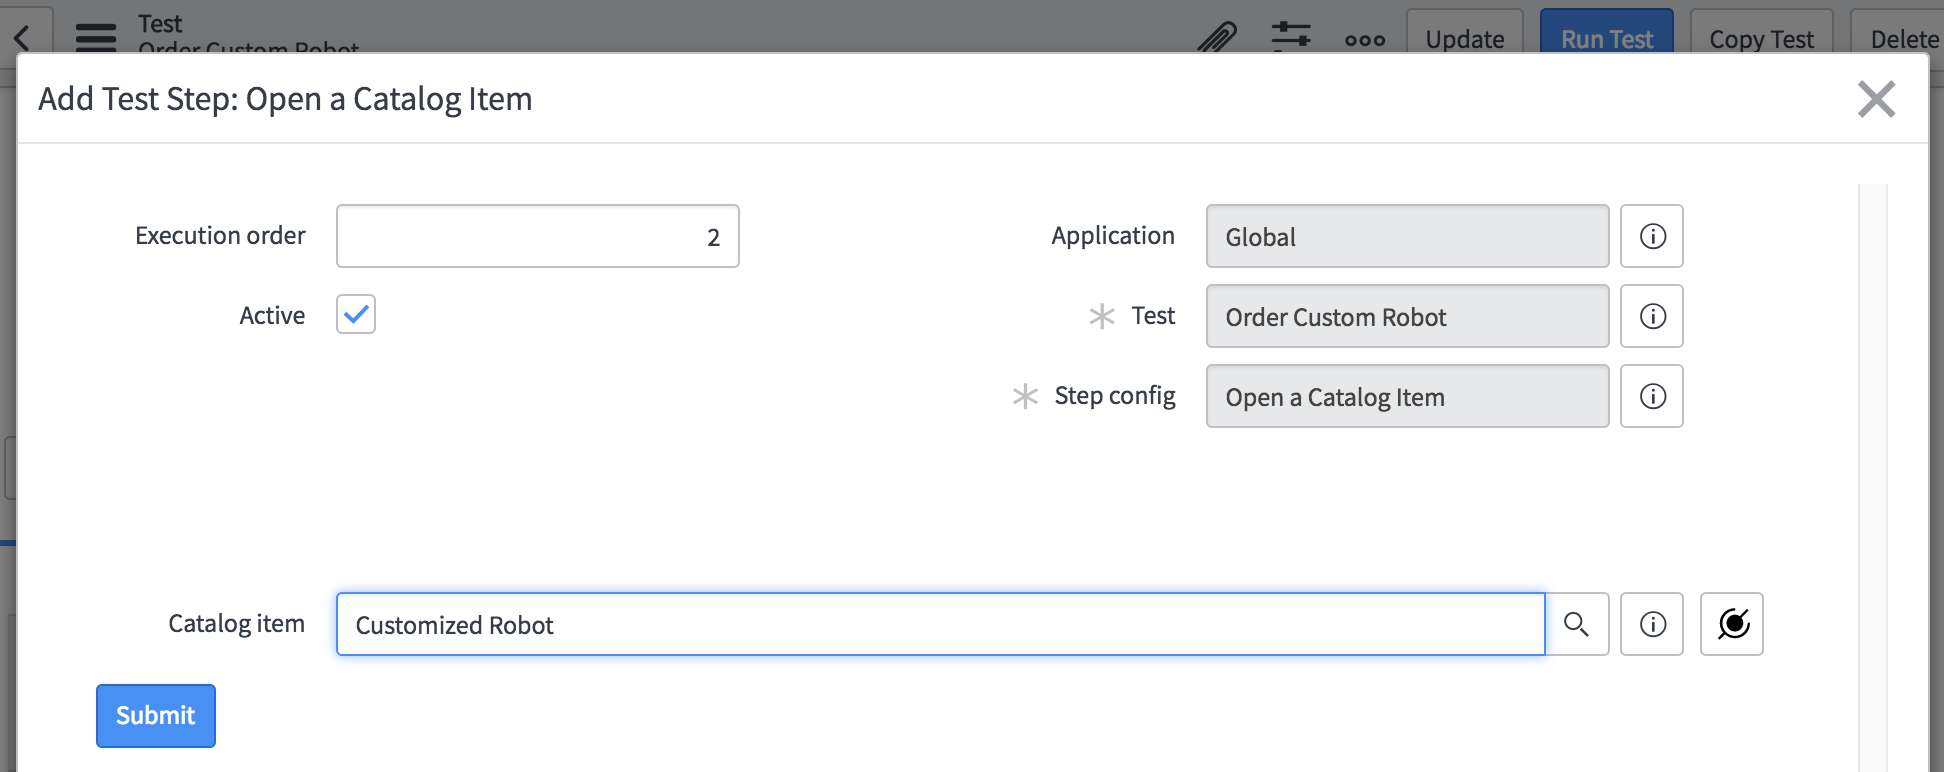 Test
Order Custom Robot
Update
Run Test
Copy Test
Delete
Add Test Step: Open a Catalog Item
Execution order
2
Application
Global
Active
Test
Order Custom Robot
Step config
Open a Catalog Item
Catalog item
Customized Robot
Submit